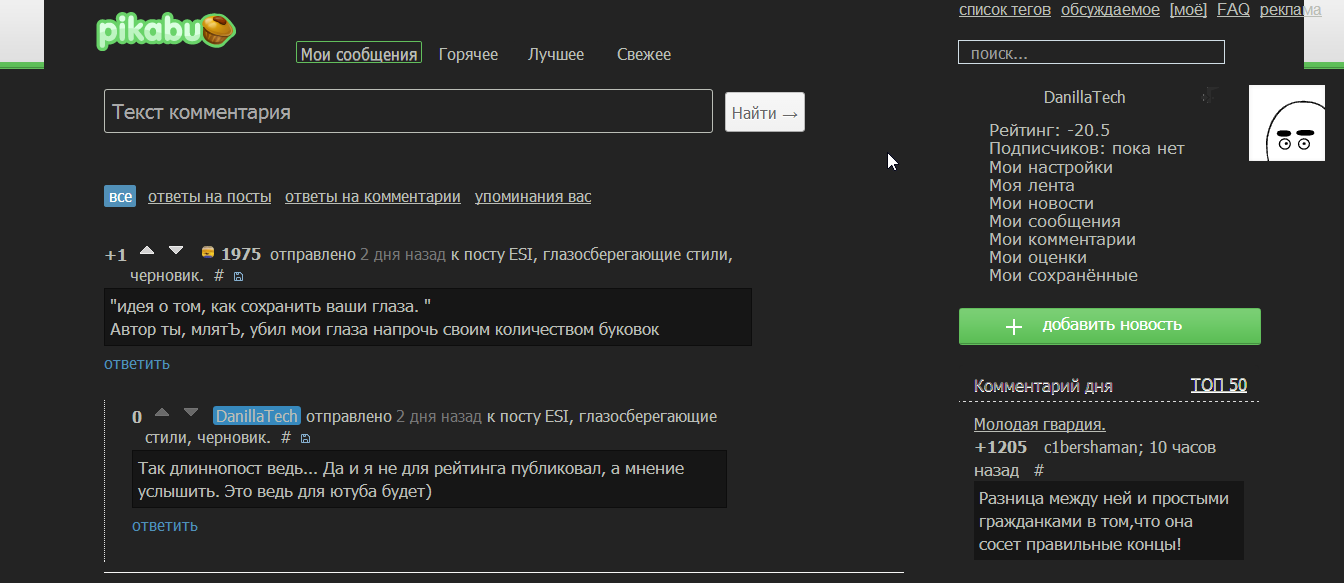 список тегов обсуждаемое [моё] FAQ реклама
pikabu
Мои сообщения Горячее Лучшее Свежее
поиск...
Текст комментария
Найти →
DanillaTech
Рейтинг: -20.5
Подписчиков: пока нет
Мои настройки
Моя лента
Мои новости
Мои сообщения
Мои комментарии
Мои оценки
Мои сохранённые
все ответы на посты ответы на комментарии упоминания вас
+1 1975 отправлено 2 дня назад к посту ESI, глазосберегающие стили,
черновик. #
"идея о том, как сохранить ваши глаза. "
Автор ты, млятЪ, убил мои глаза напрочь своим количеством буковок
ответить
0 DanillaTech отправлено 2 дня назад к посту ESI, глазосберегающие
стили, черновик. #
Так длиннопост ведь... Да и я не для рейтинга публиковал, а мнение
услышить. Это ведь для ютуба будет)
ответить
+ добавить новость
Комментарий дня ТОП 50
Молодая гвардия.
+1205 c1bershaman; 10 часов
назад #
Разница между ней и простыми
гражданками в том,что она
сосет правильные концы!